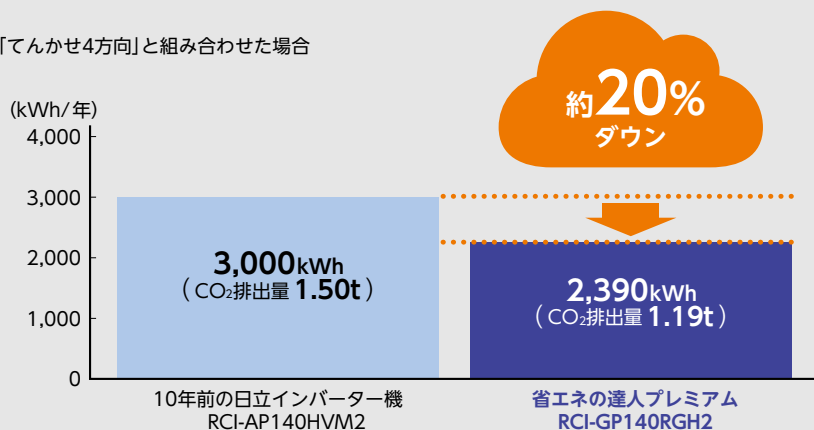 「てんかせ4方向」と組み合わせた場合
約20%
ダウン
(kWh/年)
4,000
3,000
2,000
1,000
0
3,000kWh
(CO₂排出量 1.50t)
2,390kWh
(CO₂排出量 1.19t)
10年前の日立インバーター機
RCI-AP140HVM2
省エネの達人プレミアム
RCI-GP140RGH2